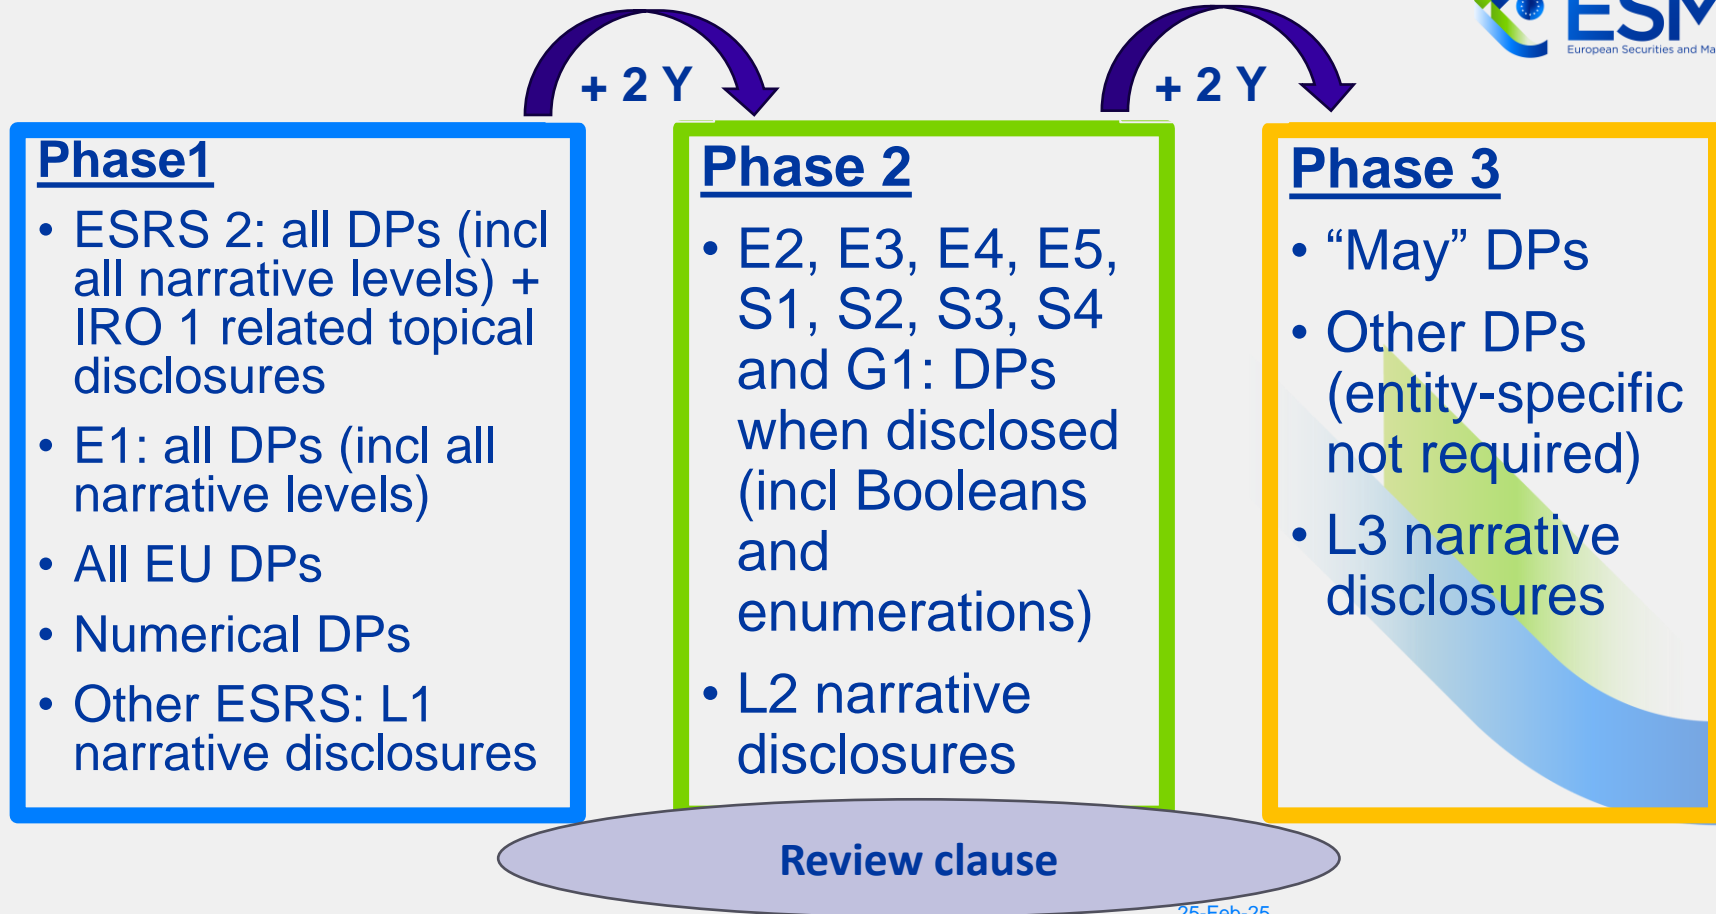 ESM
European Securities and Ma
+ 2 Y
+ 2 Y
Phase1
• ESRS 2: all DPs (incl
all narrative levels) +
IRO 1 related topical
disclosures
• E1: all DPs (incl all
narrative levels)
• All EU DPs
• Numerical DPs
• Other ESRS: L1
narrative disclosures
Phase 2
• E2, E3, E4, E5,
S1, S2, S3, S4
and G1: DPs
when disclosed
(incl Booleans
and
enumerations)
• L2 narrative
disclosures
Phase 3
• “May” DPs
• Other DPs
(entity-specific
not required)
• L3 narrative
disclosures
Review clause
25-Feb-25